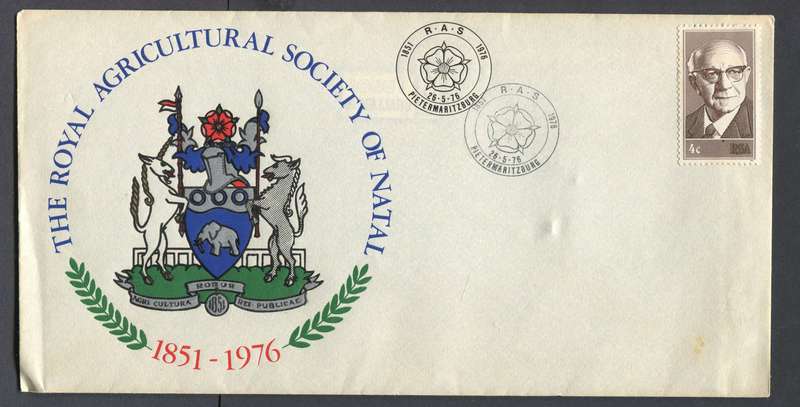 THE ROYAL AGRICULTURAL SOCIETY OF NATAL
ROBUR
AGRI CULTURA REI PUBLICAE
1851
1851 - 1976
R·A·S
1851 1976
26-5-76
PIETERMARITZBURG
R·A·S
1851 1976
26-5-76
PIETERMARITZBURG
4c RSA